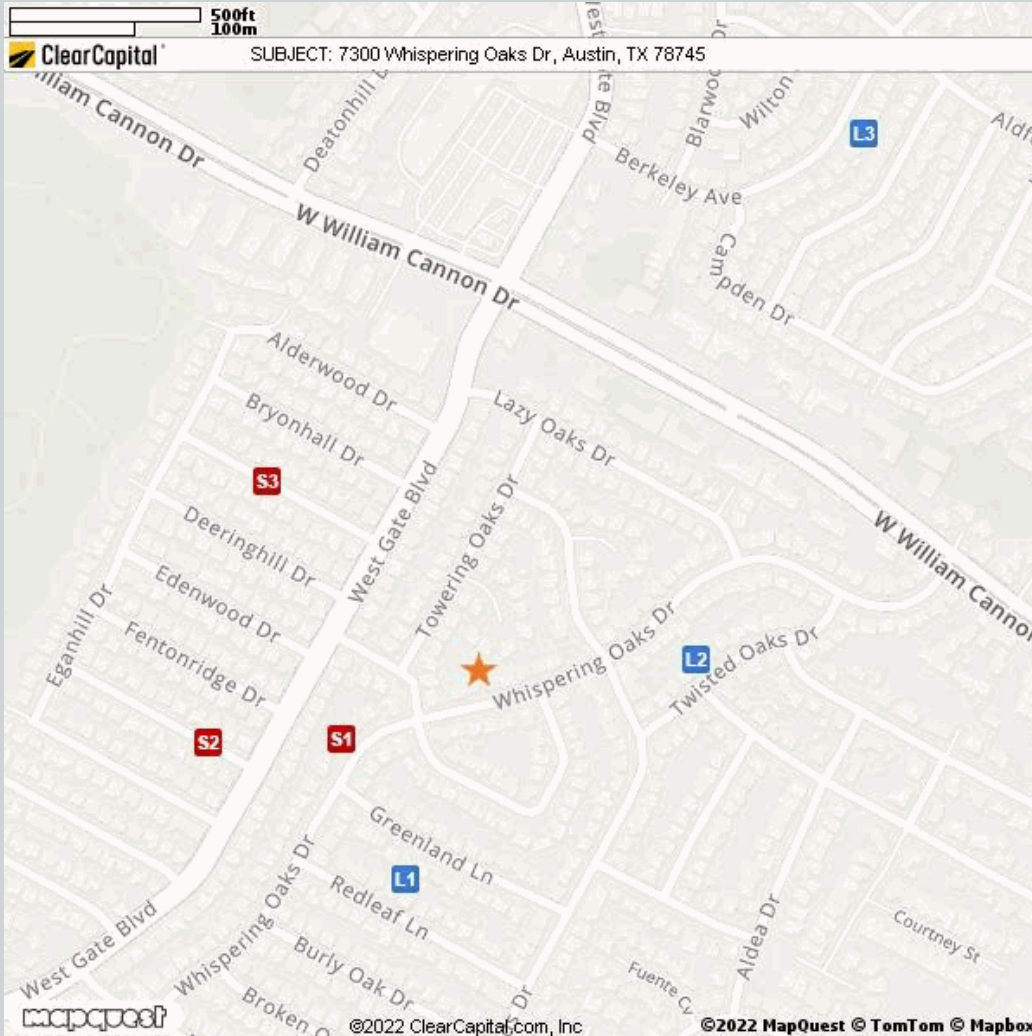 500ft
100m
ClearCapital
SUBJECT: 7300 Whispering Oaks Dr, Austin, TX 78745
William Cannon Dr
Deatonhill
Gate Blvd
Wilton
L3
Berkeley Ave
W William Cannon Dr
Campden Dr
Alderwood Dr
Bryonhall Dr
Lazy Oaks Dr
S3
West Gate Blvd
Deeringhill Dr
Towering Oaks Dr
W William Cannon
Edenwood Dr
Eganhill Dr
Fentonridge Dr
Whispering Oaks Dr
L2
Twisted Oaks Dr
S2
S1
Greenland Ln
L1
Redleaf Ln
Whispering Oaks Dr
West Gate Blvd
Burly Oak Dr
Aldea Dr
Courtney St
Fuente Cv
Broken
mapquest
©2022 ClearCapital.com, Inc
©2022 MapQuest © TomTom © Mapbox